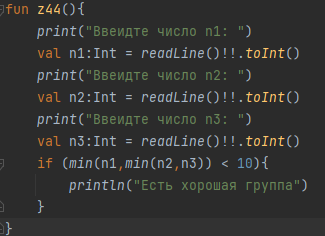 fun z44(){
print("Ввеидте число n1: ")
val n1:Int = readLine()!!.toInt()
print("Ввеидте число n2: ")
val n2:Int = readLine()!!.toInt()
print("Ввеидте число n3: ")
val n3:Int = readLine()!!.toInt()
if (min(n1,min(n2,n3)) < 10){
println("Есть хорошая группа")
}
}